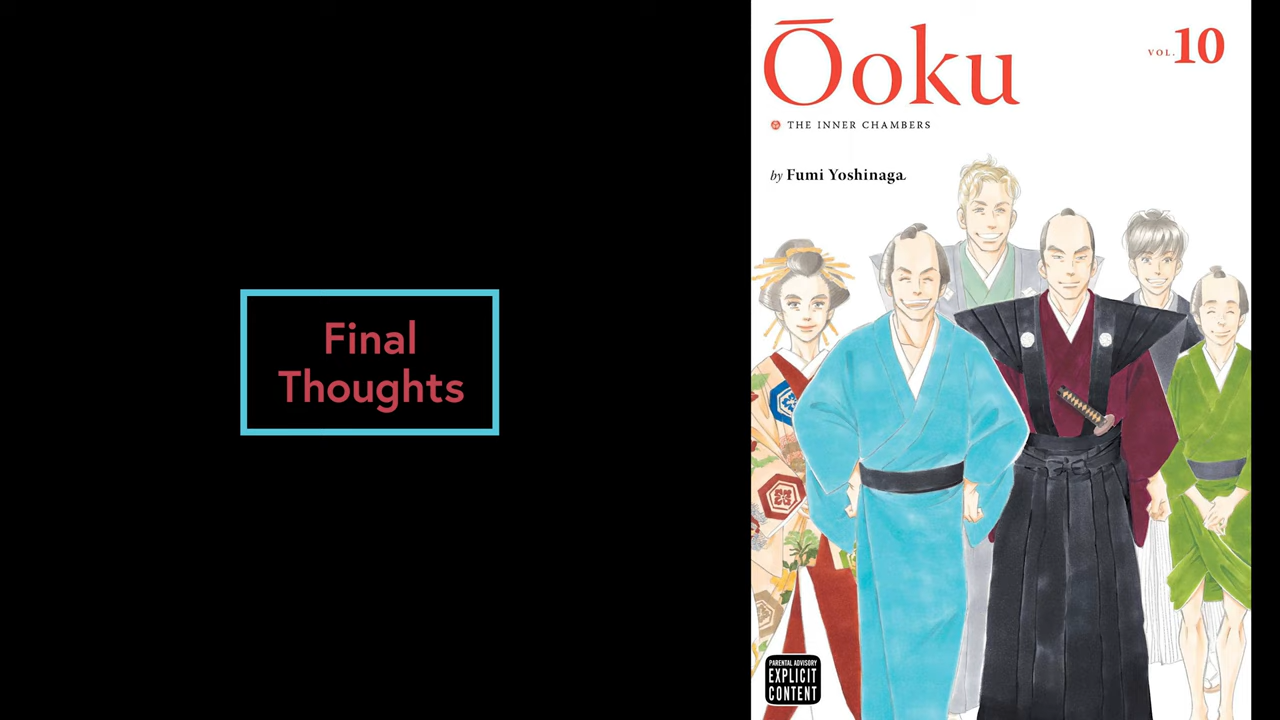 Final
Thoughts
Ōoku
VOL.10
THE INNER CHAMBERS
by Fumi Yoshinaga
PARENTAL ADVISORY
EXPLICIT
CONTENT